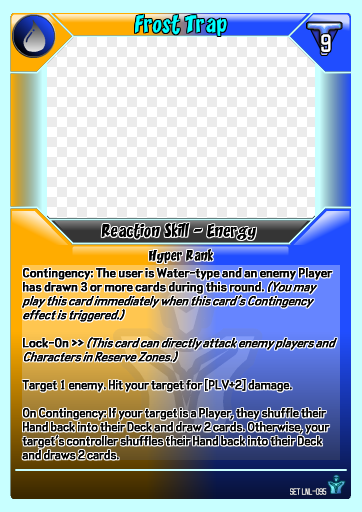 Frost Trap
9
Reaction Skill - Energy
Hyper Rank
Contingency: The user is Water-type and an enemy Player
has drawn 3 or more cards during this round. (You may
play this card immediately when this card's Contingency
effect is triggered.)
Lock-On >> (This card can directly attack enemy players and
Characters in Reserve Zones.)
Target 1 enemy. Hit your target for [PLV+2] damage.
On Contingency: If your target is a Player, they shuffle their
Hand back into their Deck and draw 2 cards. Otherwise, your
target's controller shuffles their Hand back into their Deck
and draws 2 cards.
SET LNL-095